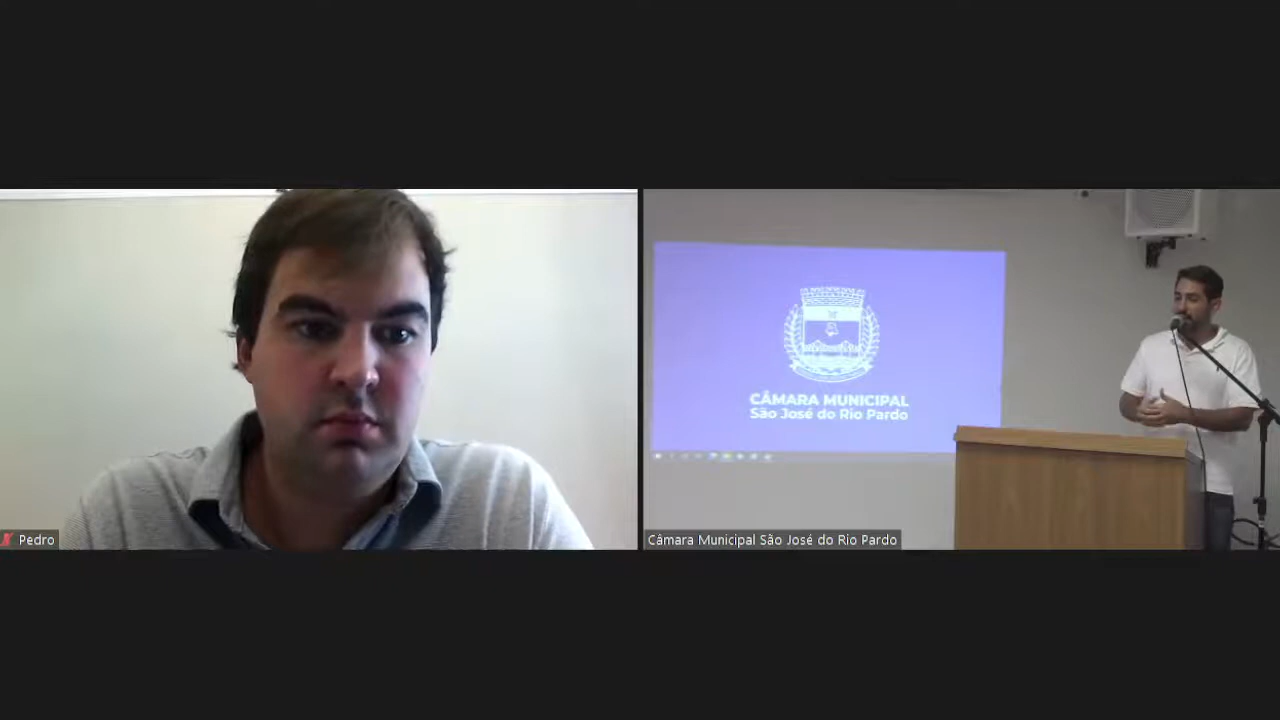 Pedro
CÂMARA MUNICIPAL
São José do Rio Pardo
Câmara Municipal São José do Rio Pardo